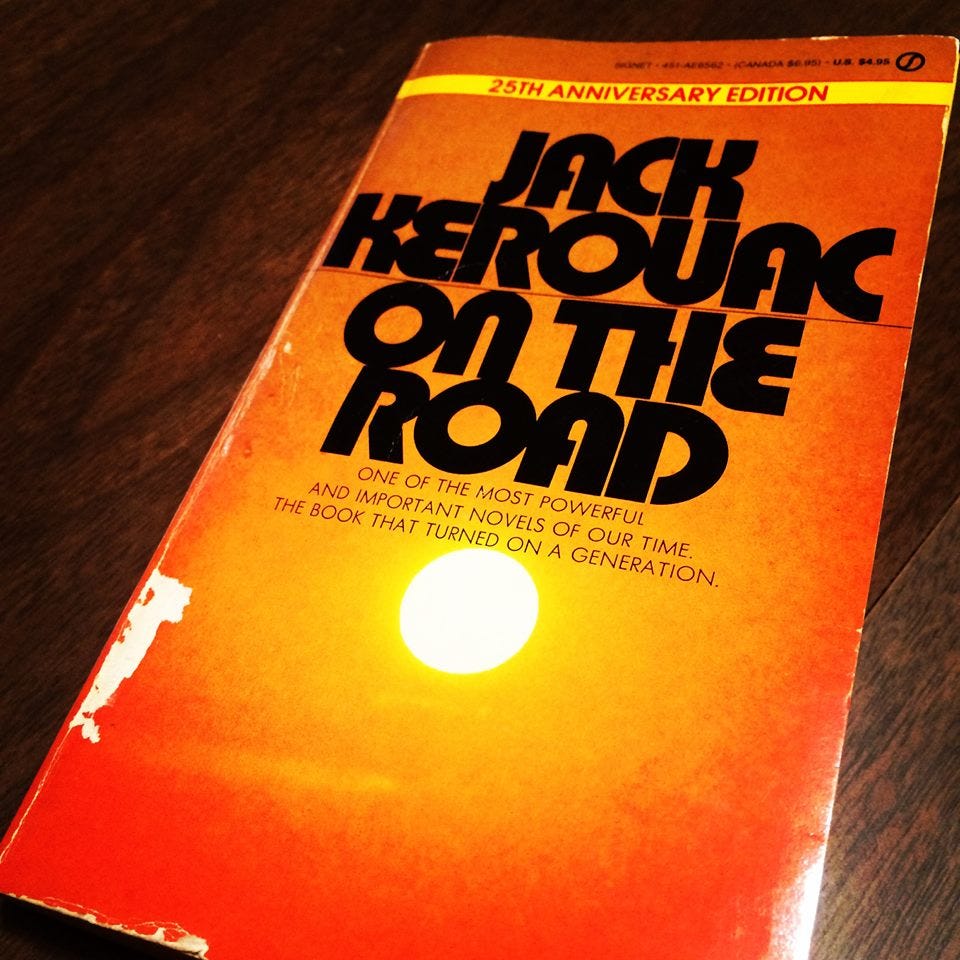 SIGNET • 451-AE8562 • (CANADA $6.95) • U.S. $4.95
25TH ANNIVERSARY EDITION
JACK
KEROUAC
ON THE
ROAD
ONE OF THE MOST POWERFUL
AND IMPORTANT NOVELS OF OUR TIME.
THE BOOK THAT TURNED ON A GENERATION.